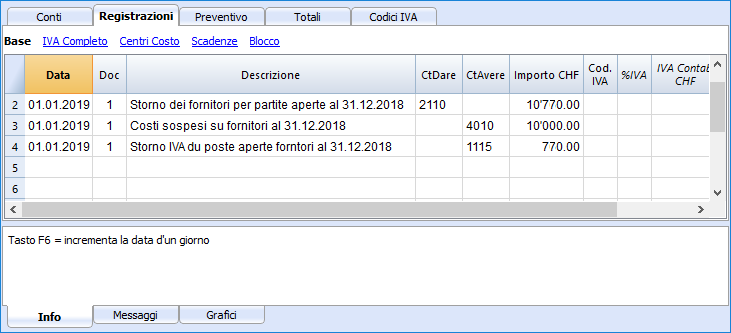 Conti Registrazioni Preventivo Totali Codici IVA
Base IVA Completo Centri Costo Scadenze Blocco
Data Doc Descrizione CtDare CtAvere Importo CHF Cod. IVA %IVA IVA Contab CHF
2 01.01.2019 1 Storno dei fornitori per partite aperte al 31.12.2018 2110 10'770.00
3 01.01.2019 1 Costi sospesi su fornitori al 31.12.2018 4010 10'000.00
4 01.01.2019 1 Storno IVA du poste aperte forntori al 31.12.2018 1115 770.00
5
6
Tasto F6 = incrementa la data d'un giorno
Info Messaggi Grafici